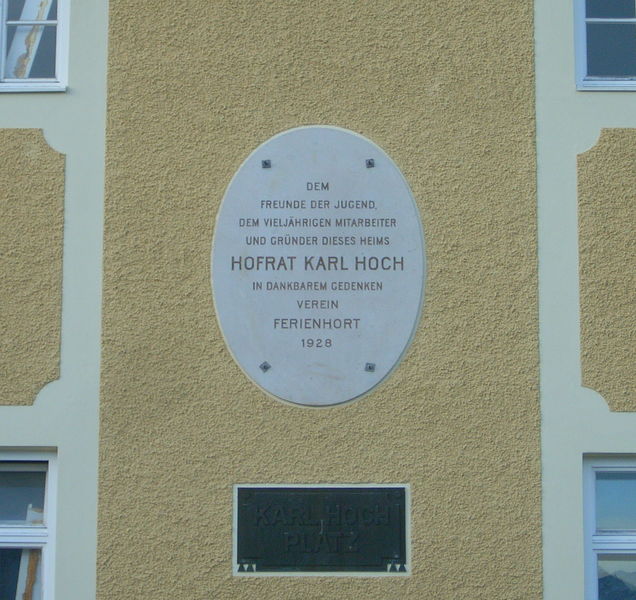 DEM
FREUNDE DER JUGEND,
DEM VIELJÄHRIGEN MITARBEITER
UND GRÜNDER DIESES HEIMS
HOFRAT KARL HOCH
IN DANKBAREM GEDENKEN
VEREIN
FERIENHORT
1928
KARL HOCH
PLATZ